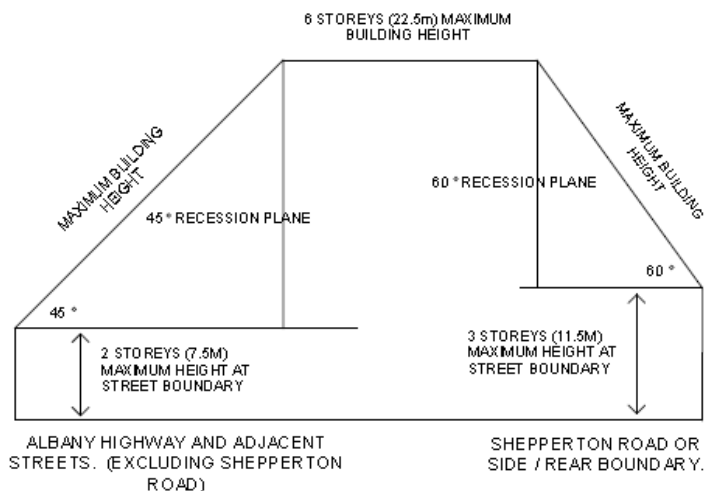 6 STOREYS (22.5m) MAXIMUM
BUILDING HEIGHT
MAXIMUM BUILDING
HEIGHT
MAXIMUM BUILDING
HEIGHT
60° RECESSION PLANE
45° RECESSION PLANE
60°
45°
2 STOREYS (7.5M)
MAXIMUM HEIGHT AT
STREET BOUNDARY
3 STOREYS (11.5M)
MAXIMUM HEIGHT AT
STREET BOUNDARY
ALBANY HIGHWAY AND ADJACENT
STREETS. (EXCLUDING SHEPPERTON
ROAD)
SHEPPERTON ROAD OR
SIDE / REAR BOUNDARY.